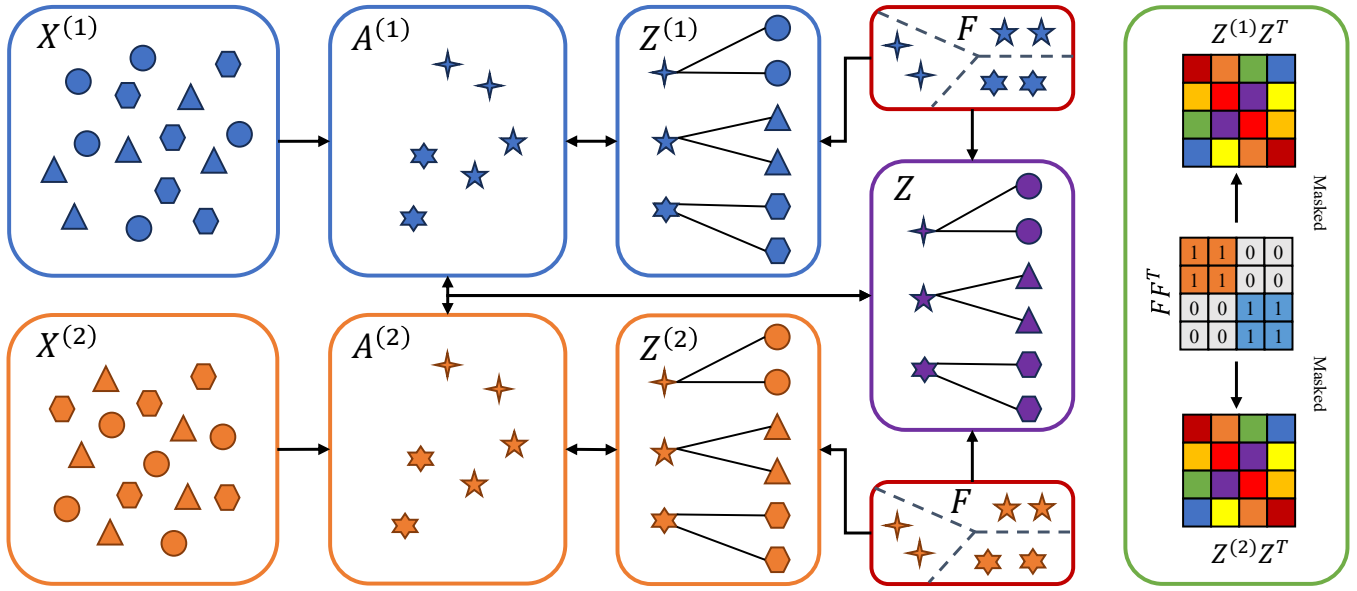 X^(1)
A^(1)
Z^(1)
F
Z
X^(2)
A^(2)
Z^(2)
F
Z^(1)Z^T
Masked
FF^T
1 1 0 0
1 1 0 0
0 0 1 1
0 0 1 1
Masked
Z^(2)Z^T